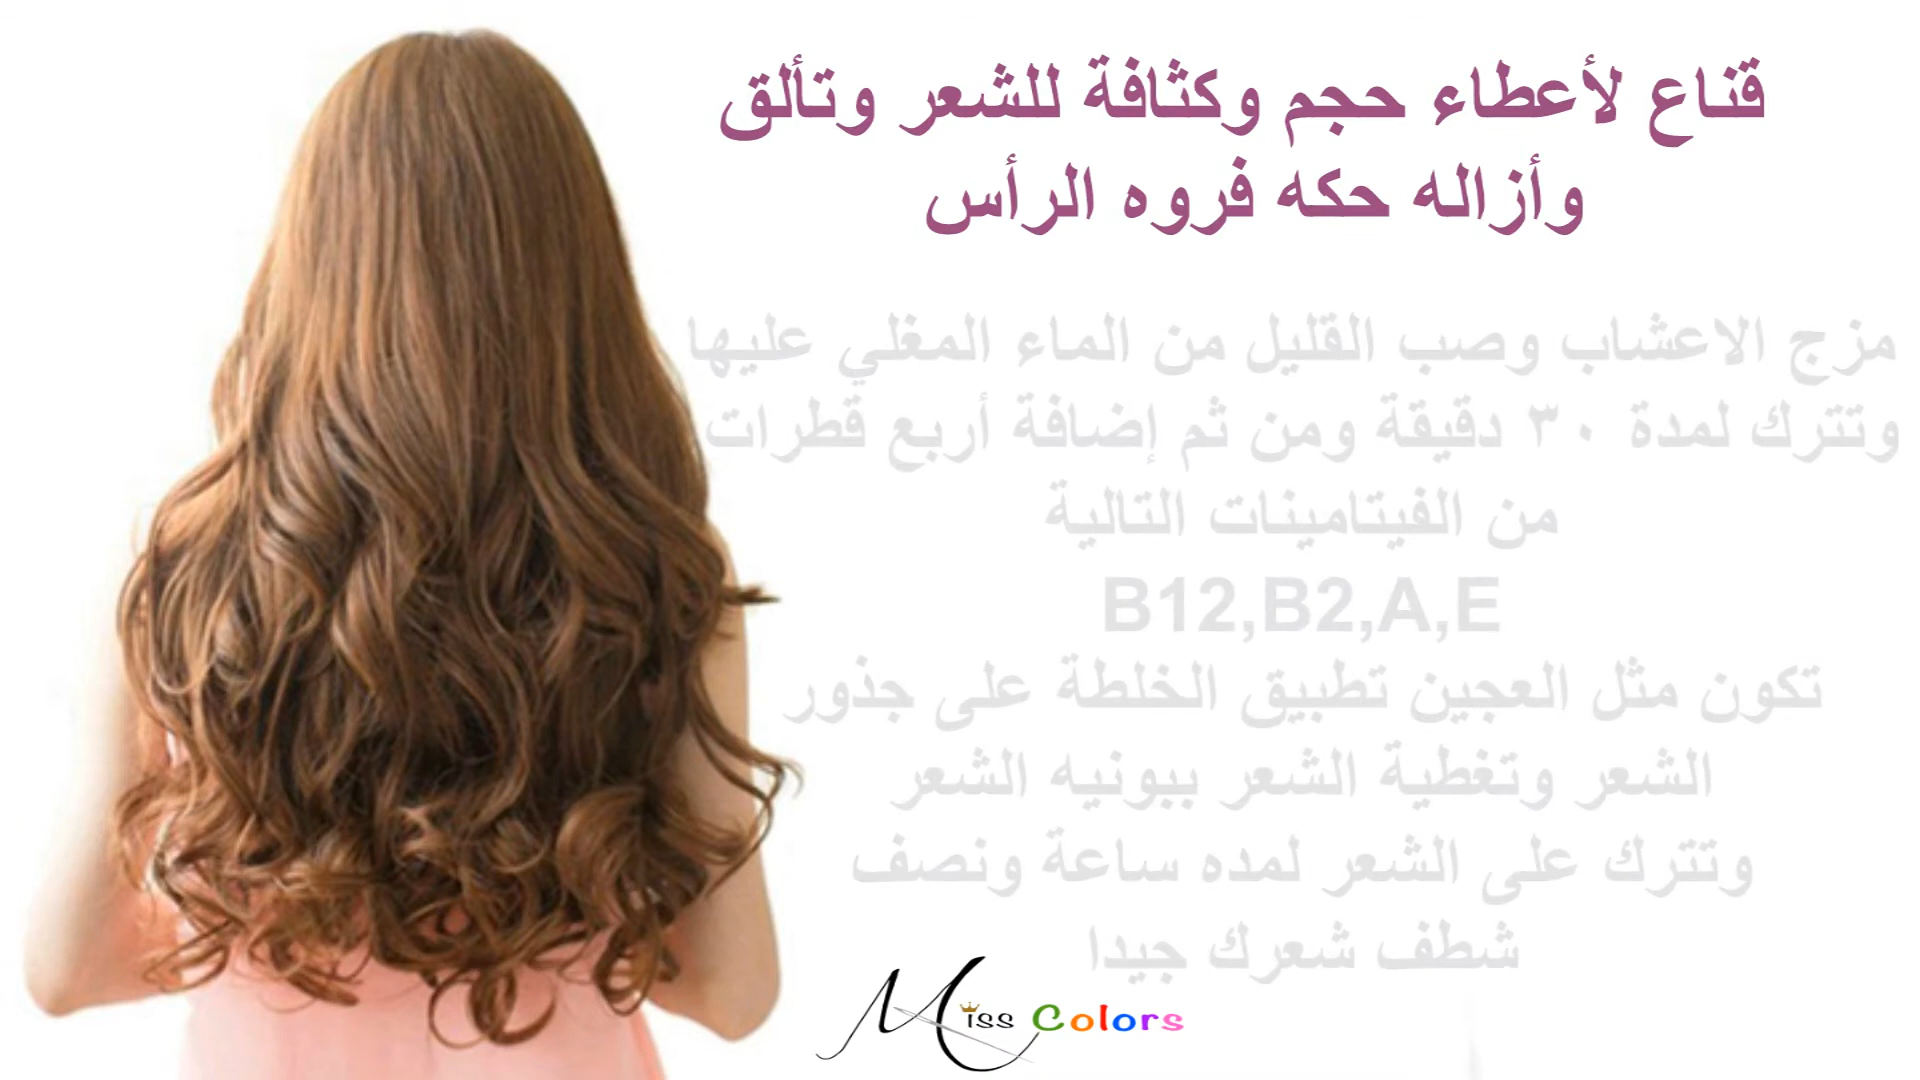 قناع لأعطاء حجم وكثافة للشعر وتألق
وأزاله حكه فروه الرأس
مزج الاعشاب وصب القليل من الماء المغلي عليها
وتترك لمدة ٣٠ دقيقة ومن ثم إضافة أربع قطرات
من الفيتامينات التالية
B12,B2,A,E
تكون مثل العجين تطبيق الخلطة على جذور
الشعر وتغطية الشعر ببونيه الشعر
وتترك على الشعر لمده ساعة ونصف
شطف شعرك جيدا
Miss Colors